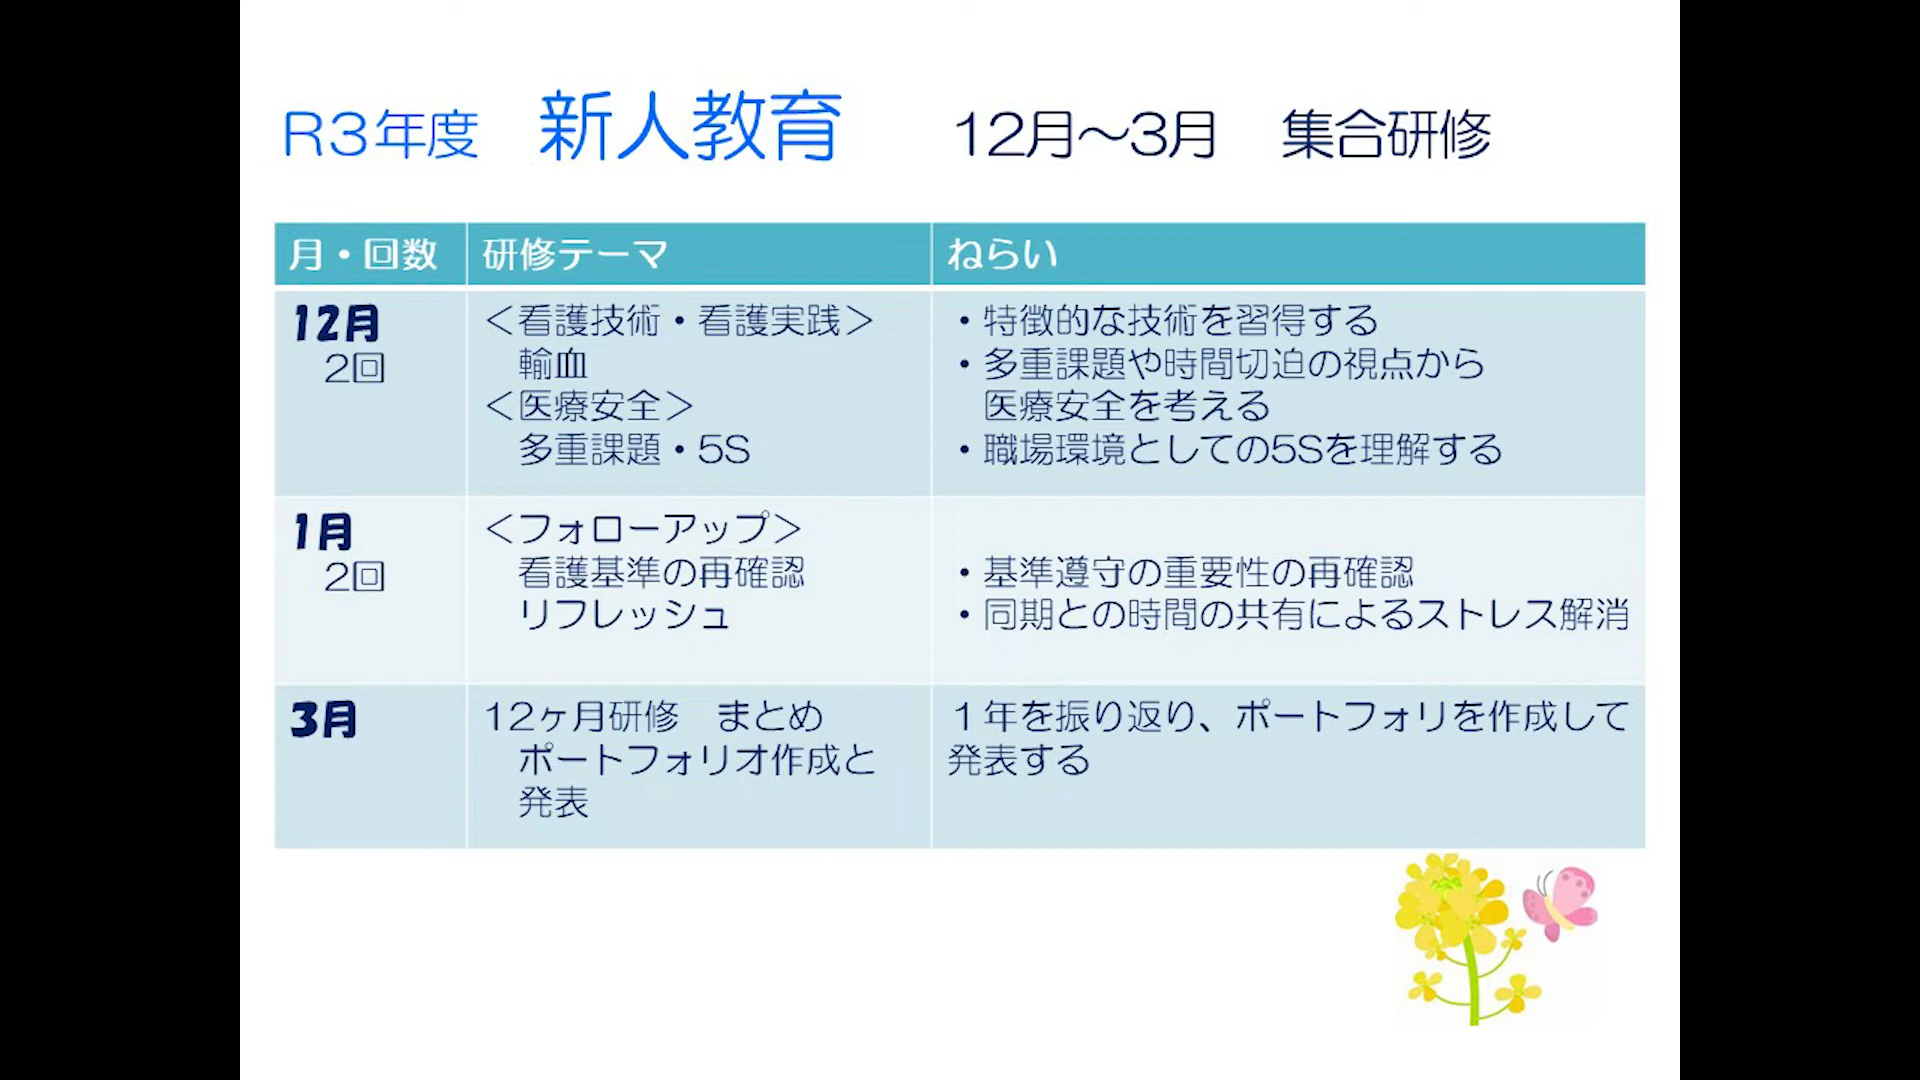 R3年度　新人教育　12月～3月　集合研修
月・回数　研修テーマ　ねらい
12月
2回
＜看護技術・看護実践＞
輸血
＜医療安全＞
多重課題・5S
・特徴的な技術を習得する
・多重課題や時間切迫の視点から
医療安全を考える
・職場環境としての5Sを理解する
1月
2回
＜フォローアップ＞
看護基準の再確認
リフレッシュ
・基準遵守の重要性の再確認
・同期との時間の共有によるストレス解消
3月
12ヶ月研修　まとめ
ポートフォリオ作成と
発表
１年を振り返り、ポートフォリを作成して
発表する